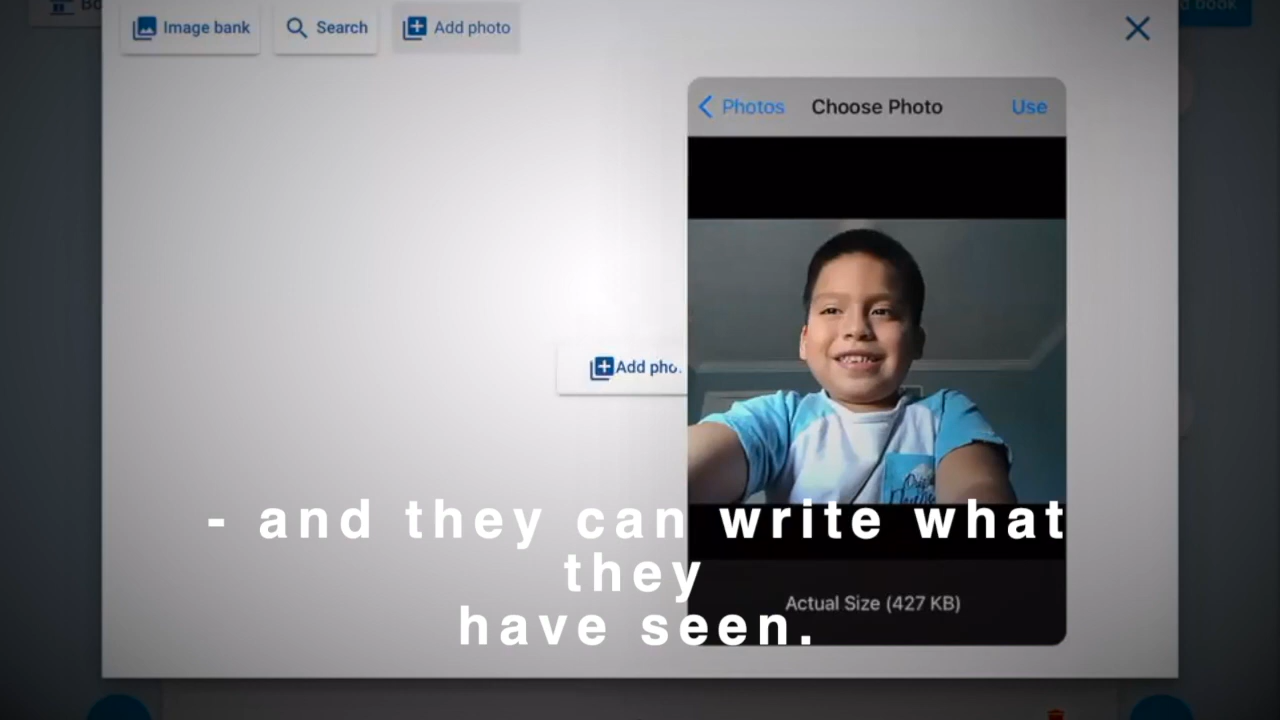 Image bank
Search
Add photo
book
Photos
Choose Photo
Use
Add pho
- and they can write what
they
have seen.
Actual Size (427 KB)